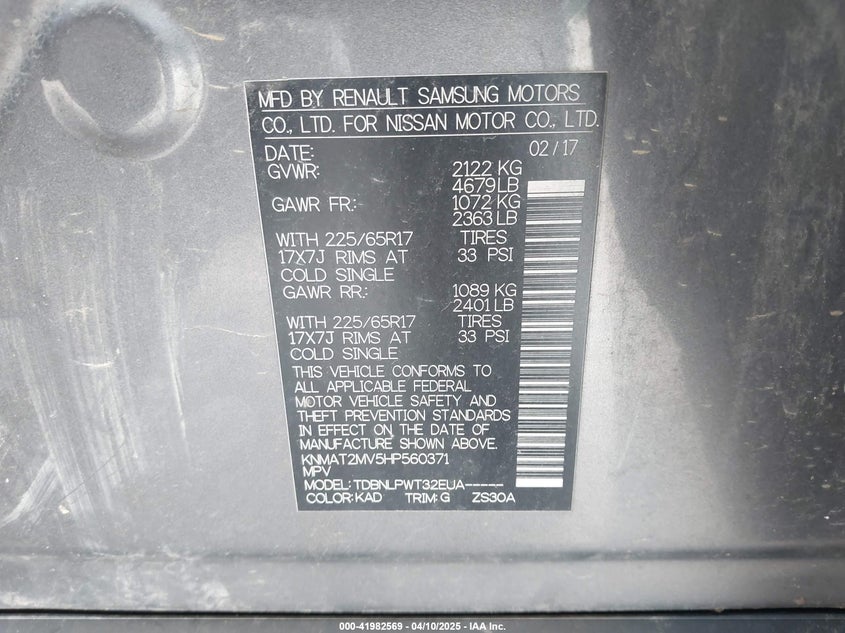 MFD BY RENAULT SAMSUNG MOTORS
CO., LTD. FOR NISSAN MOTOR CO., LTD.
DATE: 02/17
GVWR: 2122 KG
4679 LB
GAWR FR: 1072 KG
2363 LB
WITH 225/65R17 TIRES
17X7J RIMS AT 33 PSI
COLD SINGLE
GAWR RR: 1089 KG
2401 LB
WITH 225/65R17 TIRES
17X7J RIMS AT 33 PSI
COLD SINGLE
THIS VEHICLE CONFORMS TO
ALL APPLICABLE FEDERAL
MOTOR VEHICLE SAFETY AND
THEFT PREVENTION STANDARDS
IN EFFECT ON THE DATE OF
MANUFACTURE SHOWN ABOVE.
KNMAT2MV5HP560371
MPV
MODEL: TDBNLPWT32EUA-----
COLOR: KAD TRIM: G ZS30A
000-41982569 - 04/10/2025 - IAA Inc.